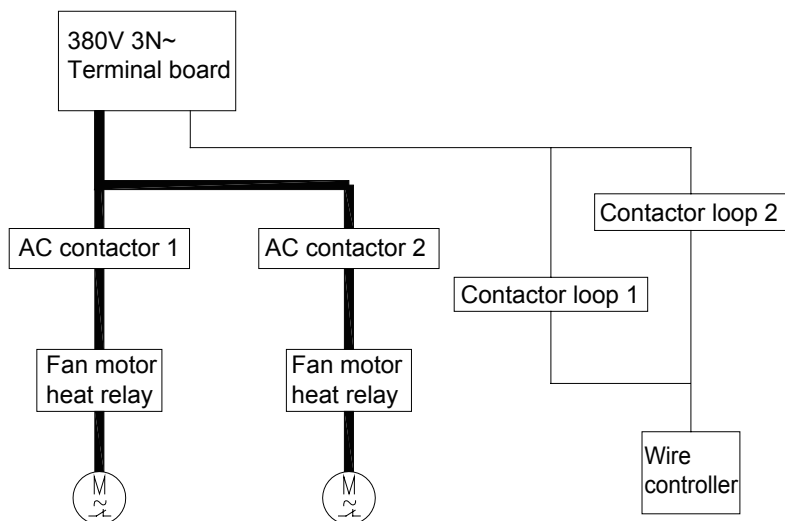 380V 3N~
Terminal board
Contactor loop 2
AC contactor 1
AC contactor 2
Contactor loop 1
Fan motor
heat relay
Fan motor
heat relay
Wire
controller
M
~
M
~